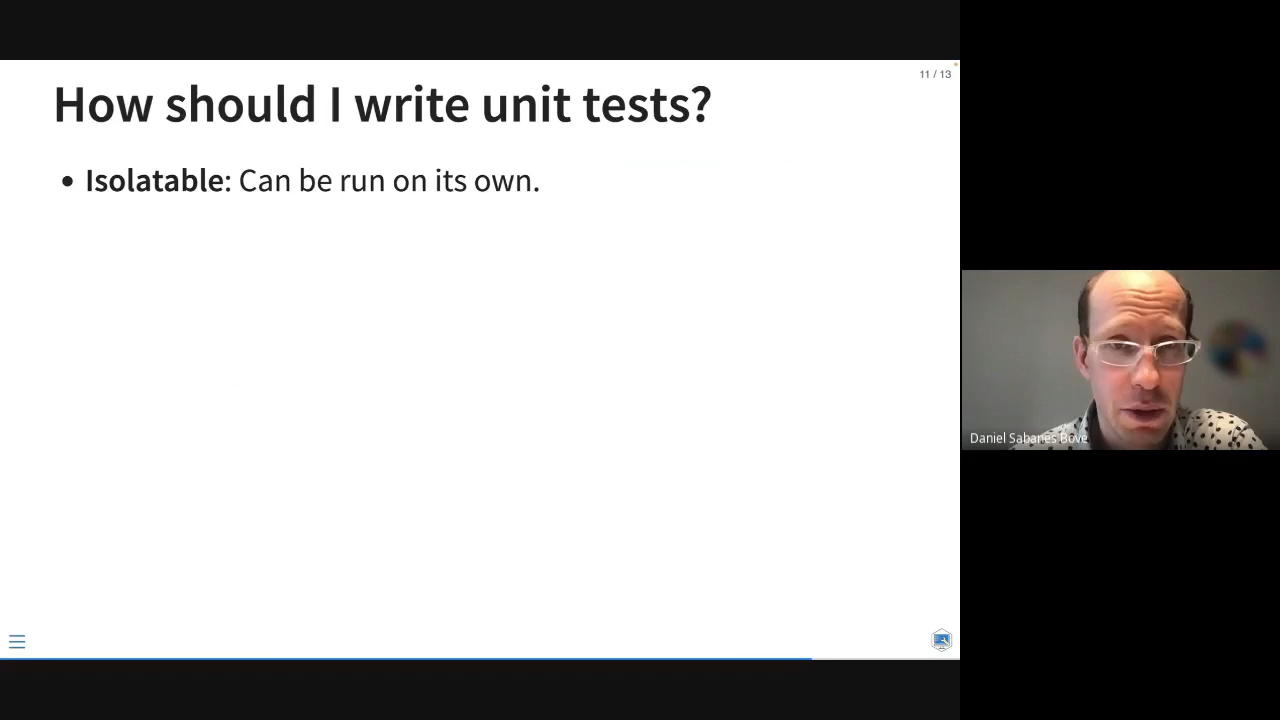 11 / 13
How should I write unit tests?
• Isolatable: Can be run on its own.
Daniel Sabanes Bove